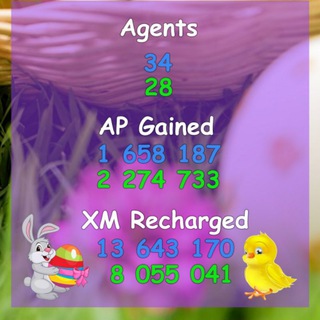 Agents
34
28
AP Gained
1 658 187
2 274 733
XM Recharged
13 643 170
8 055 041